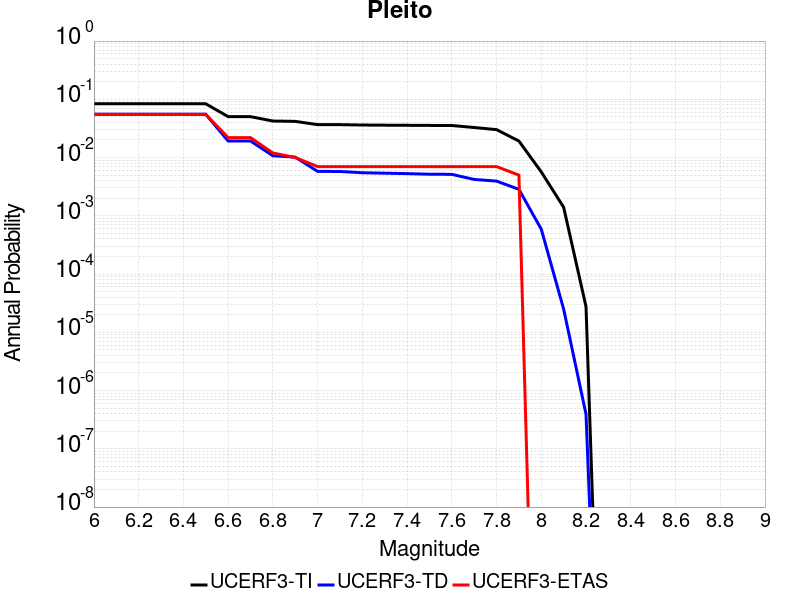 Pleito
10^0
10^-1
10^-2
10^-3
10^-4
10^-5
10^-6
10^-7
10^-8
Annual Probability
6 6.2 6.4 6.6 6.8 7 7.2 7.4 7.6 7.8 8 8.2 8.4 8.6 8.8 9
Magnitude
UCERF3-TI UCERF3-TD UCERF3-ETAS